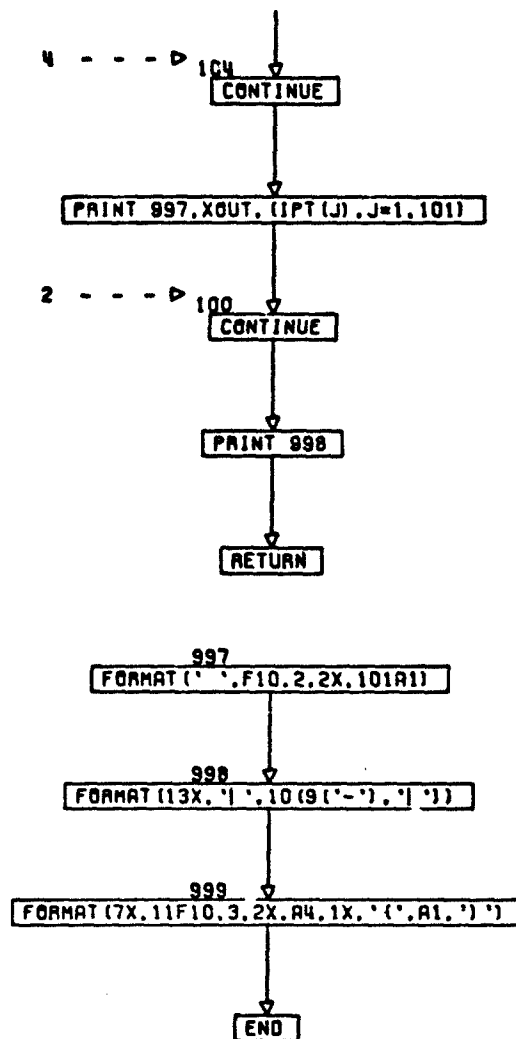 4 - - - 104
CONTINUE
PRINT 997,XOUT,(IPT(J),J=1,101)
2 - - - 100
CONTINUE
PRINT 998
RETURN
997
FORMAT(' ',F10.2,2X,101A1)
998
FORMAT(13X,'|',10(9('-'),'|'))
999
FORMAT(7X,11F10.3,2X,A4,1X,'(',A1,')')
END